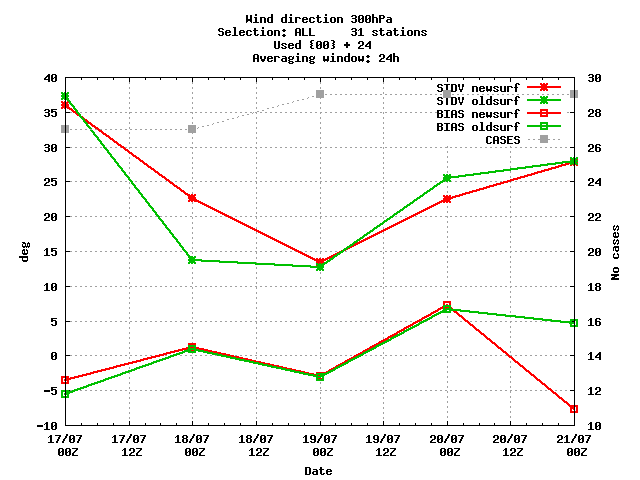 Wind direction 300hPa
Selection: ALL     31 stations
Used {00} + 24
Averaging window: 24h
STDV newsurf
STDV oldsurf
BIAS newsurf
BIAS oldsurf
CASES
40
35
30
25
20
15
10
5
0
-5
-10
deg
30
28
26
24
22
20
18
16
14
12
10
No cases
17/07 17/07 18/07 18/07 19/07 19/07 20/07 20/07 21/07
00Z 12Z 00Z 12Z 00Z 12Z 00Z 12Z 00Z
Date